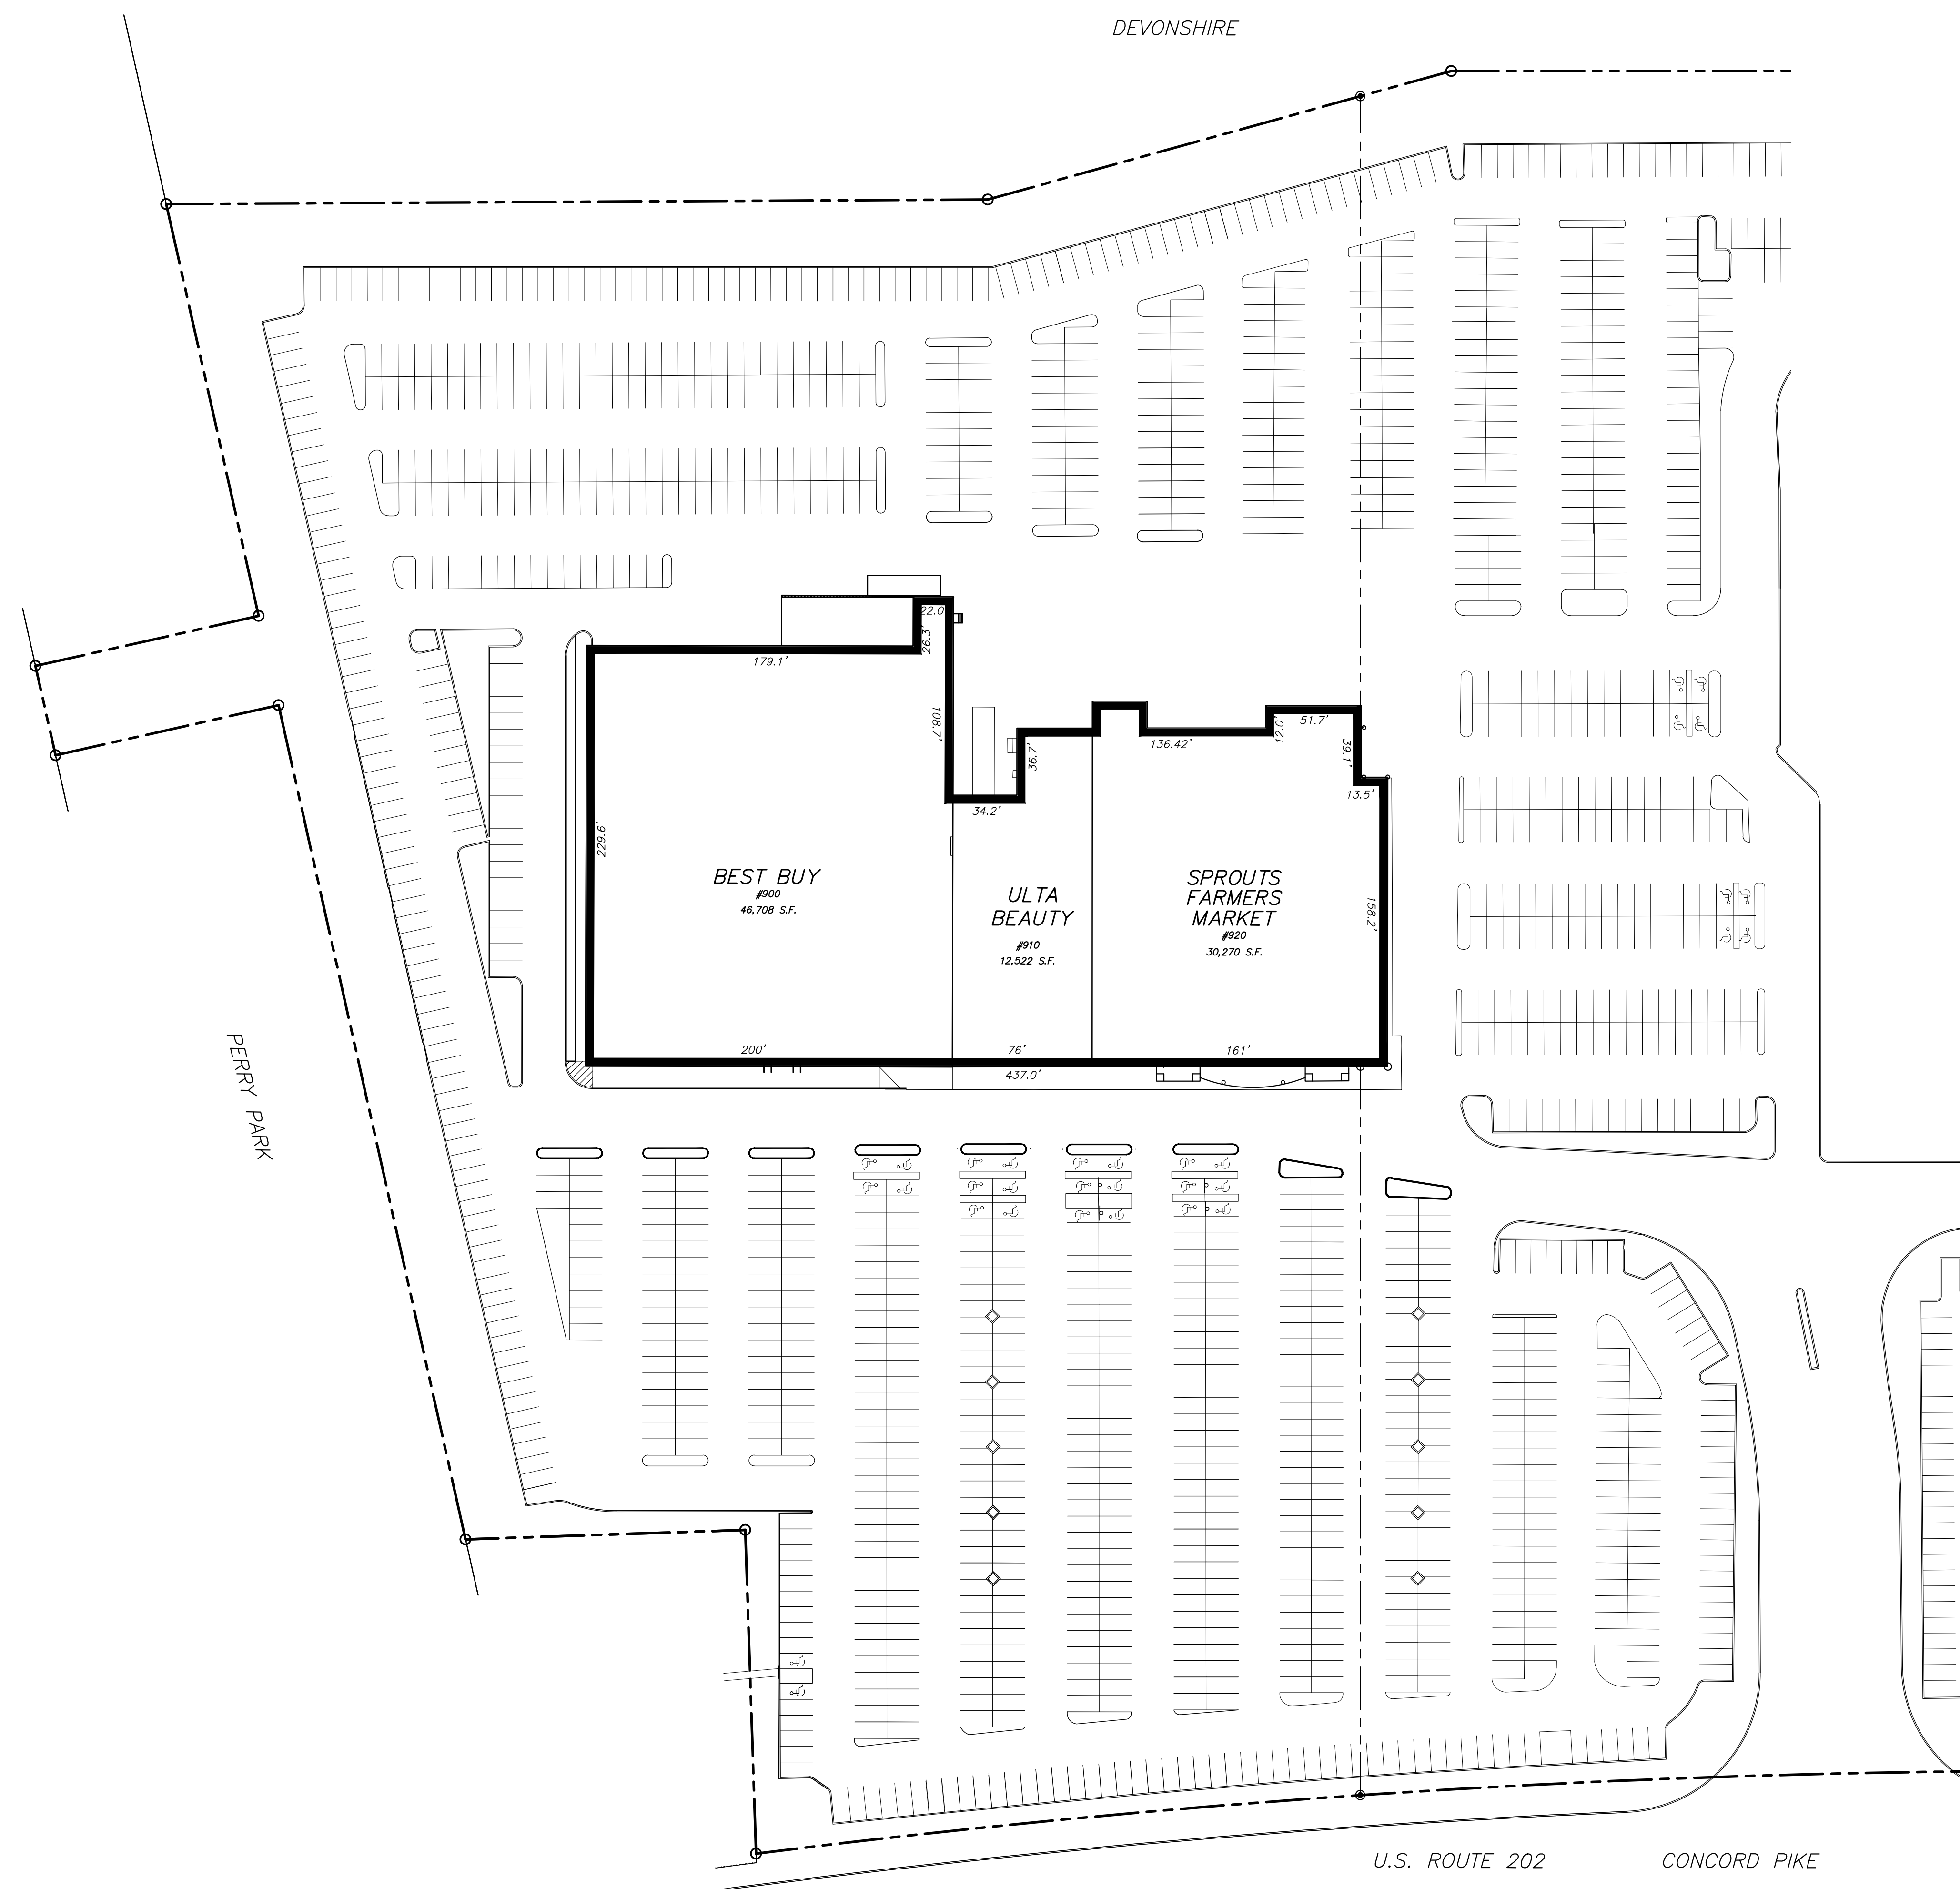 DEVONSHIRE
22.0
26.3'
179.1'
108.7'
36.7'
34.2'
136.42'
12.0'
51.7'
39.1'
13.5'
229.6'
BEST BUY
#900
46,708 S.F.
ULTA
BEAUTY
#910
12,522 S.F.
SPROUTS
FARMERS
MARKET
#920
30,270 S.F.
158.2'
200'
76'
161'
437.0'
PERRY PARK
U.S. ROUTE 202
CONCORD PIKE